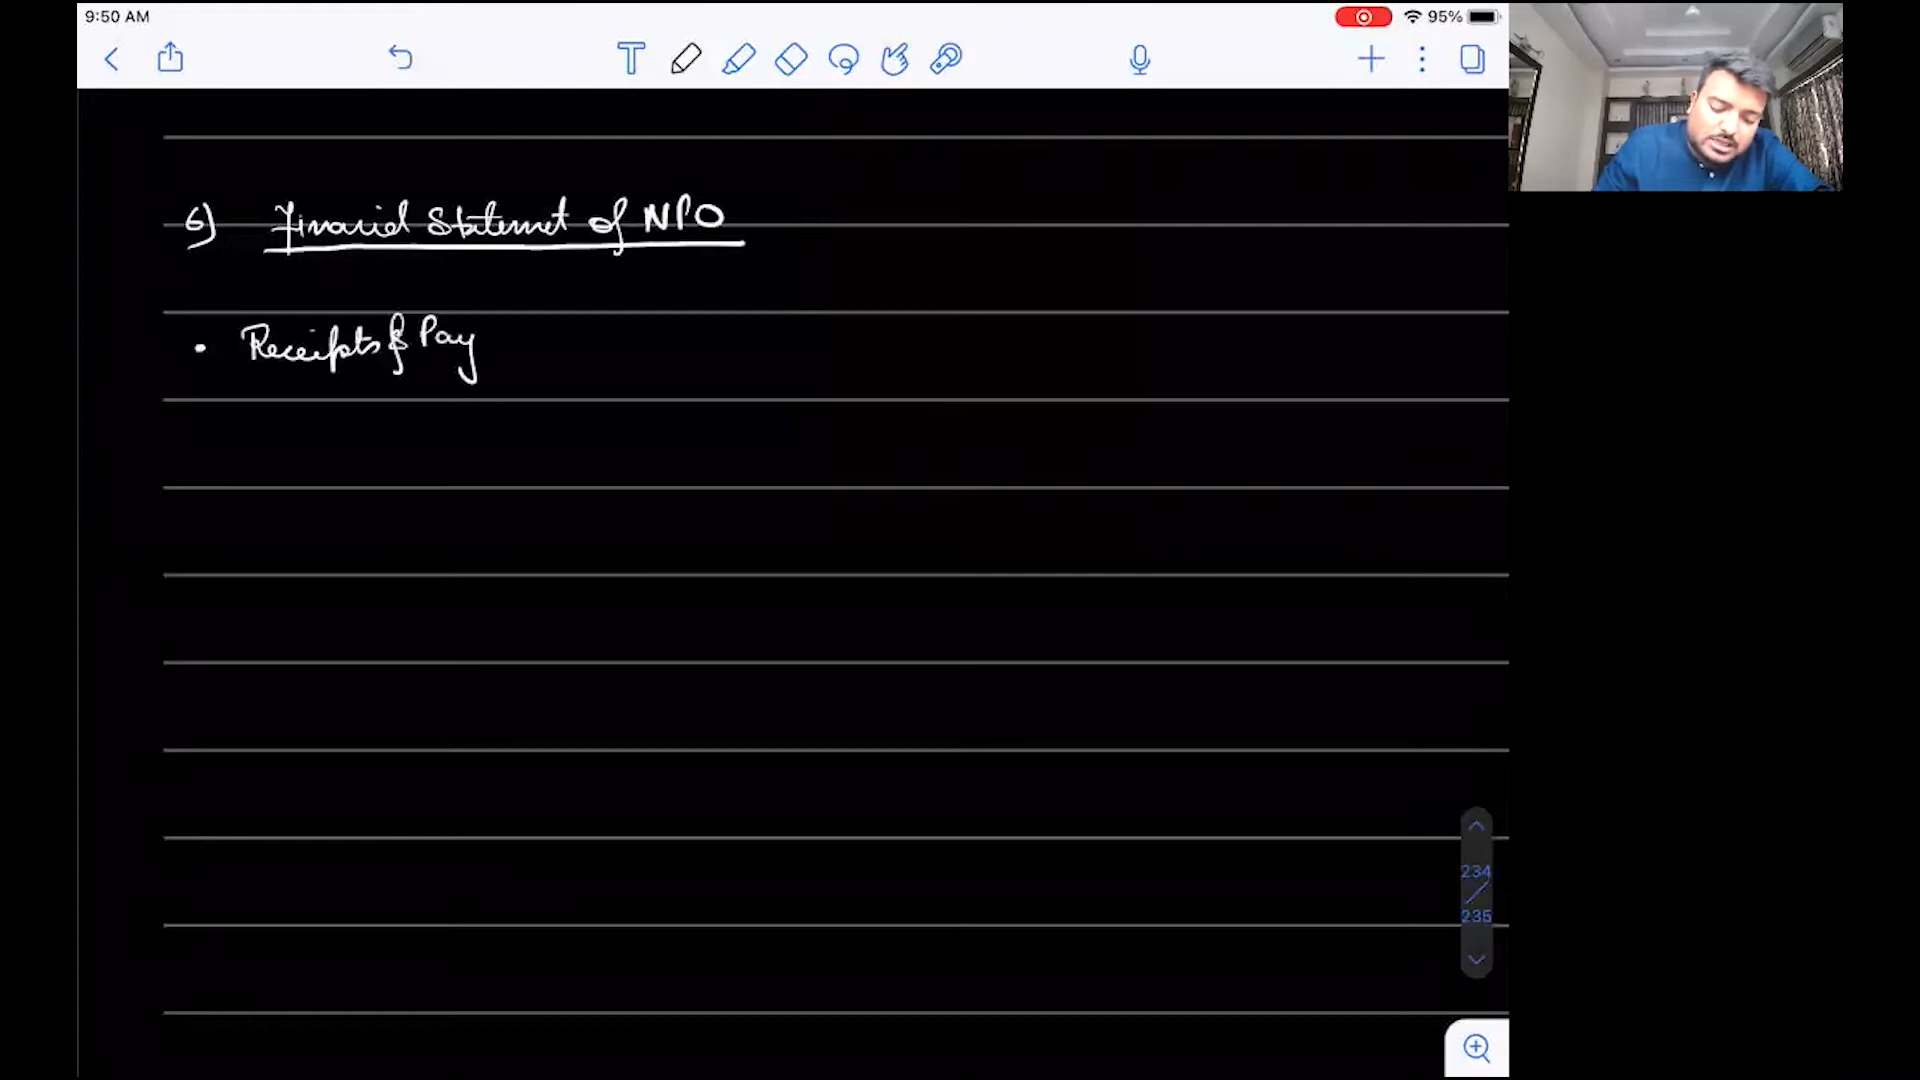 9:50 AM
95%
6) Financial Statement of NPO
• Receipts & Pay
234
235